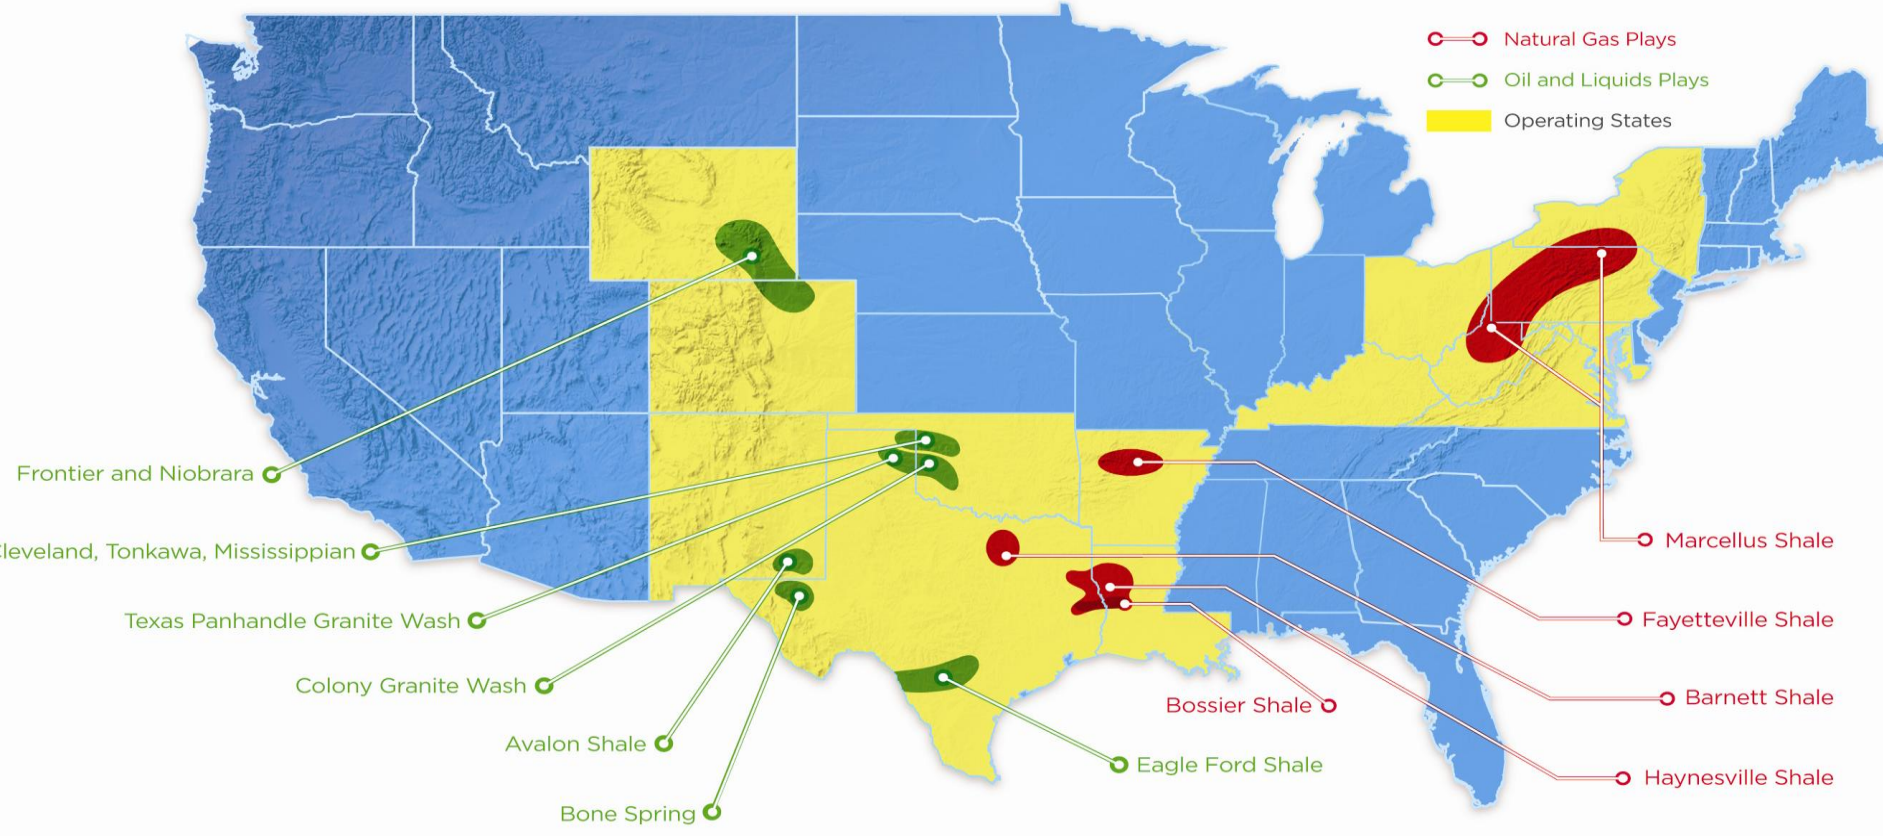 Natural Gas Plays
Oil and Liquids Plays
Operating States
Frontier and Niobrara
Tonkawa, Mississippian
Texas Panhandle Granite Wash
Colony Granite Wash
Avalon Shale
Bone Spring
Eagle Ford Shale
Bossier Shale
Marcellus Shale
Fayetteville Shale
Barnett Shale
Haynesville Shale